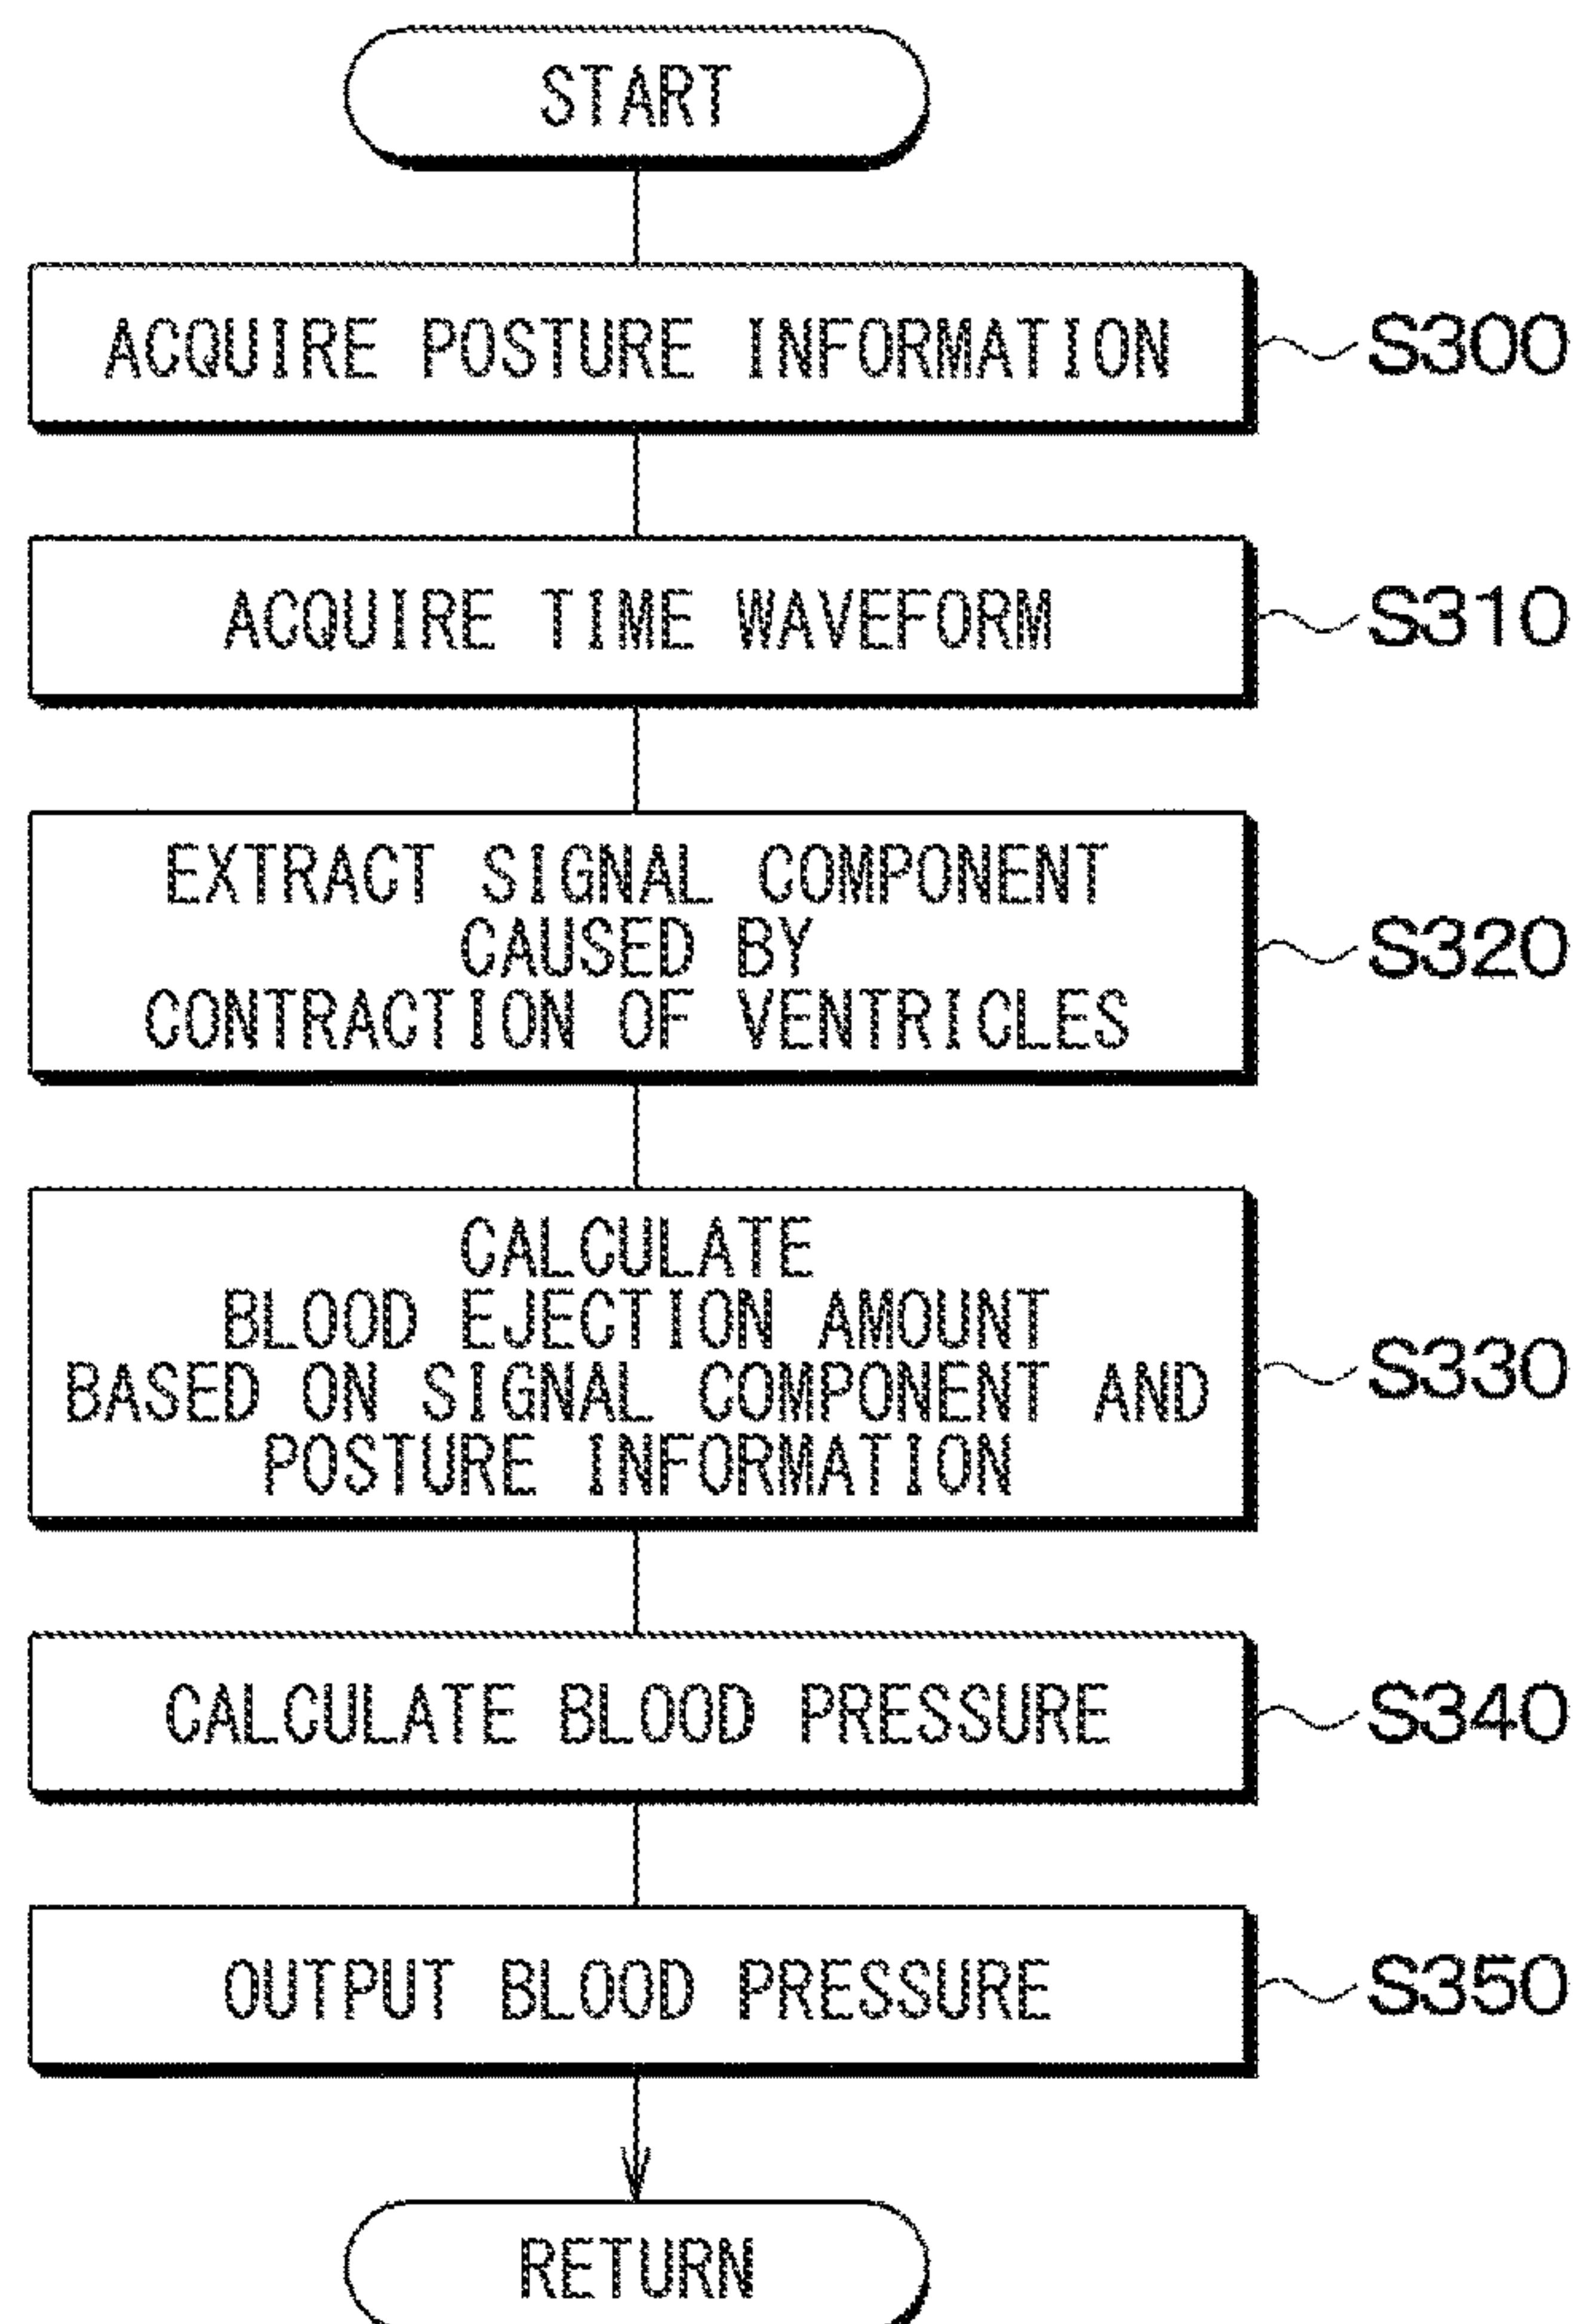 START
ACQUIRE POSTURE INFORMATION
S300
ACQUIRE TIME WAVEFORM
S310
EXTRACT SIGNAL COMPONENT
CAUSED BY
CONTRACTION OF VENTRICLES
S320
CALCULATE
BLOOD EJECTION AMOUNT
BASED ON SIGNAL COMPONENT AND
POSTURE INFORMATION
S330
CALCULATE BLOOD PRESSURE
S340
OUTPUT BLOOD PRESSURE
S350
RETURN